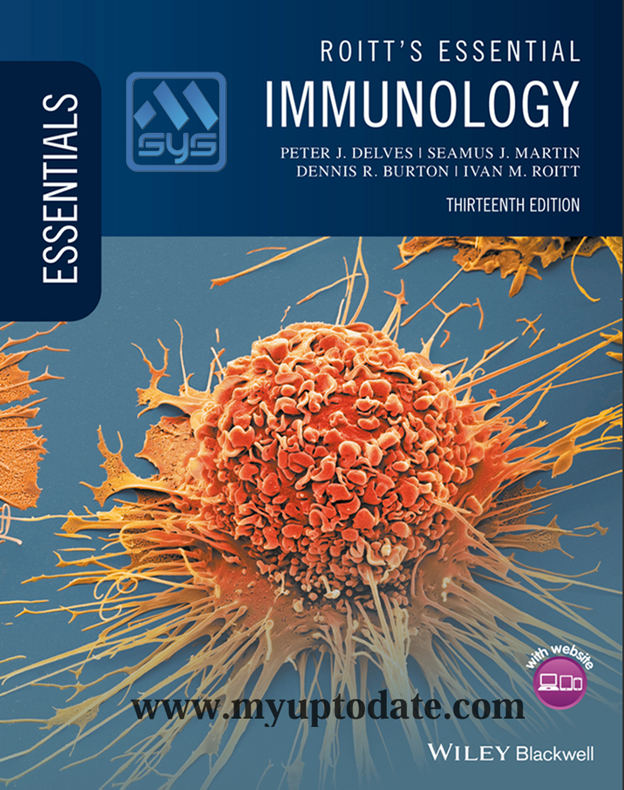 ROITT'S ESSENTIAL
IMMUNOLOGY
PETER J. DELVES | SEAMUS J. MARTIN
DENNIS R. BURTON | IVAN M. ROITT
THIRTEENTH EDITION
ESSENTIALS
sys
with website
www.myuptodate.com
WILEY Blackwell